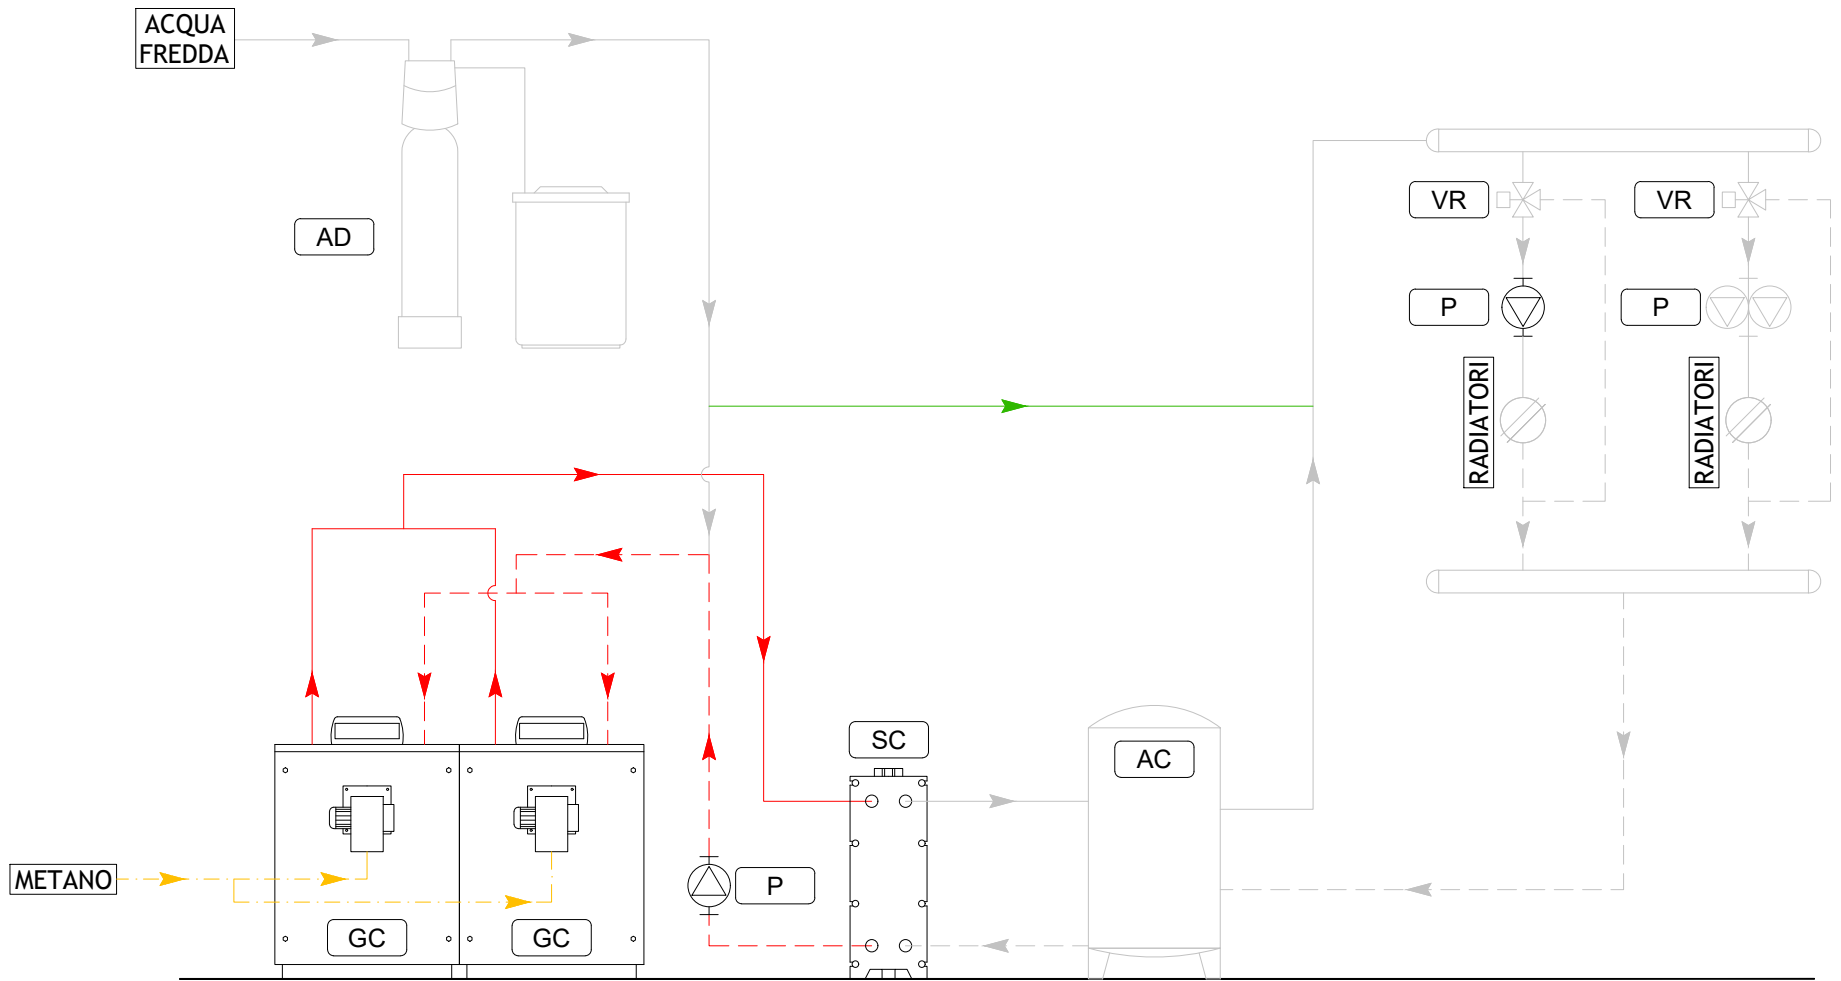 ACQUA
FREDDA
AD
VR
VR
P
P
RADIATORI
RADIATORI
SC
AC
METANO
P
GC
GC